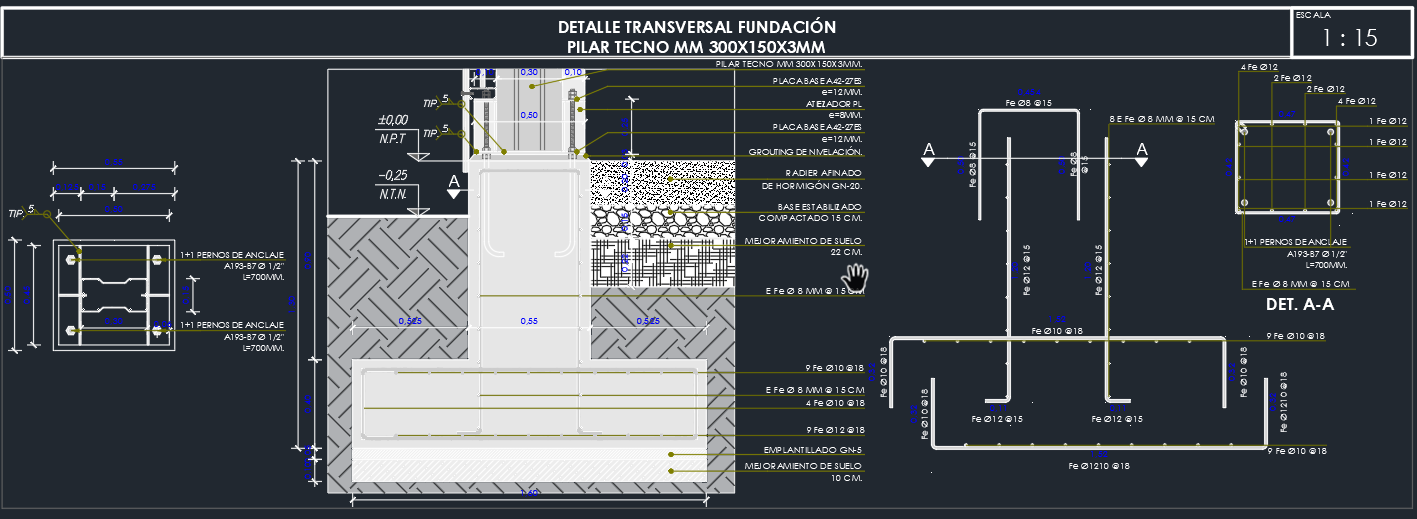 DETALLE TRANSVERSAL FUNDACIÓN
PILAR TECNO MM 300X150X3MM
ESCALA
1 : 15
TIP. 5
1+1 PERNOS DE ANCLAJE
A193-B7 Ø 1/2"
L=700MM.
1+1 PERNOS DE ANCLAJE
A193-B7 Ø 1/2"
L=700MM.
0,30
0,10
0,50
TIP. 5
TIP. 5
±0,00
N.P.T
-0,25
N.T.N.
A
0,525
0,55
0,525
1,60
PILAR TECNO MM 300X150X3MM.
PLACA BASE A42-27ES
e=12MM.
ATIEZADOR PL
e=8MM.
PLACA BASE A42-27ES
e=12MM.
GROUTING DE NIVELACIÓN.
RADIER AFINADO
DE HORMIGÓN GN-20.
BASE ESTABILIZADO
COMPACTADO 15 CM.
MEJORAMIENTO DE SUELO
22 CM.
E Fe Ø 8 MM @ 15 CM
9 Fe Ø10 @18
E Fe Ø 8 MM @ 15 CM
4 Fe Ø10 @18
9 Fe Ø12 @18
EMPLANTILLADO GN-5
MEJORAMIENTO DE SUELO
10 CM.
Fe Ø8 @15
Fe Ø8 @15
Fe Ø8
@15
8 E Fe Ø 8 MM @ 15 CM
A
A
Fe Ø12 @15
Fe Ø12 @15
Fe Ø10 @18
9 Fe Ø10 @18
Fe Ø10 @18
Fe Ø10 @18
Fe Ø10 @18
Fe Ø1210 @18
Fe Ø12 @15
Fe Ø12 @15
9 Fe Ø10 @18
Fe Ø1210 @18
4 Fe Ø12
2 Fe Ø12
2 Fe Ø12
4 Fe Ø12
1 Fe Ø12
1 Fe Ø12
1 Fe Ø12
1 Fe Ø12
1+1 PERNOS DE ANCLAJE
A193-B7 Ø 1/2"
L=700MM.
E Fe Ø 8 MM @ 15 CM
DET. A-A